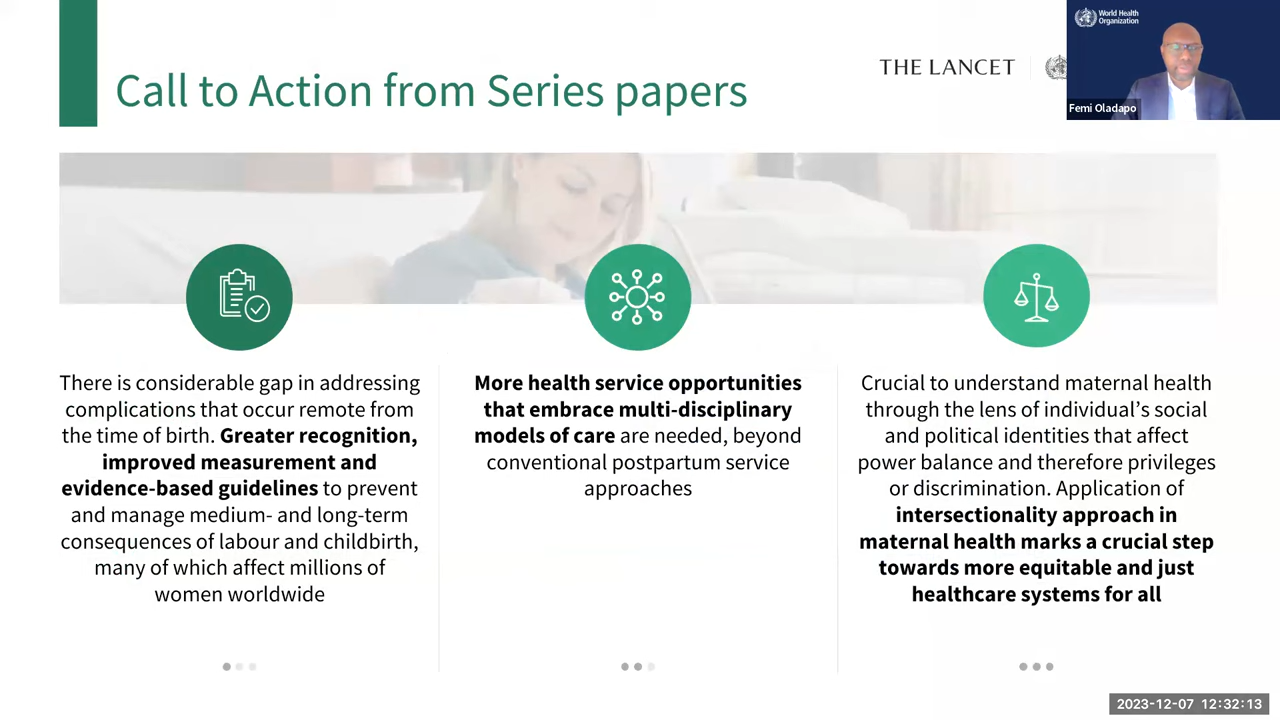 World Health
Organization
Call to Action from Series papers
THE LANCET
Femi Oladapo
There is considerable gap in addressing
complications that occur remote from
the time of birth. Greater recognition,
improved measurement and
evidence-based guidelines to prevent
and manage medium- and long-term
consequences of labour and childbirth,
many of which affect millions of
women worldwide
More health service opportunities
that embrace multi-disciplinary
models of care are needed, beyond
conventional postpartum service
approaches
Crucial to understand maternal health
through the lens of individual’s social
and political identities that affect
power balance and therefore privileges
or discrimination. Application of
intersectionality approach in
maternal health marks a crucial step
towards more equitable and just
healthcare systems for all
2023-12-07 12:32:13